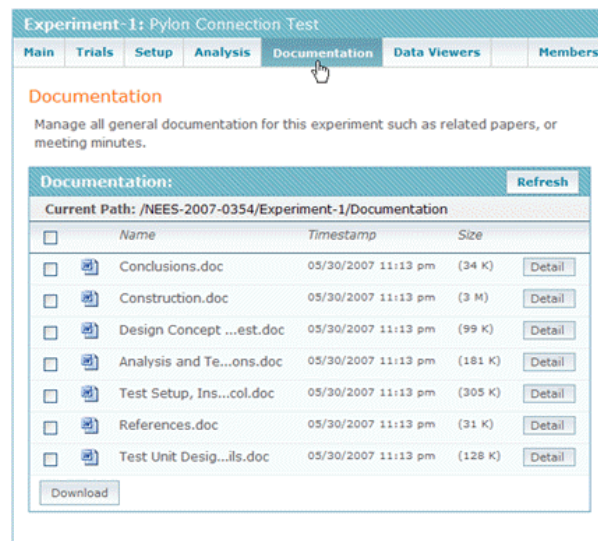 Experiment-1: Pylon Connection Test
Main Trials Setup Analysis Documentation Data Viewers Members
Documentation
Manage all general documentation for this experiment such as related papers, or
meeting minutes.
Documentation: Refresh
Current Path: /NEES-2007-0354/Experiment-1/Documentation
Name Timestamp Size
Conclusions.doc 05/30/2007 11:13 pm (34 K) Detail
Construction.doc 05/30/2007 11:13 pm (3 M) Detail
Design Concept ...est.doc 05/30/2007 11:13 pm (99 K) Detail
Analysis and Te...ons.doc 05/30/2007 11:13 pm (181 K) Detail
Test Setup, Ins...col.doc 05/30/2007 11:13 pm (305 K) Detail
References.doc 05/30/2007 11:13 pm (31 K) Detail
Test Unit Desig...ils.doc 05/30/2007 11:13 pm (128 K) Detail
Download